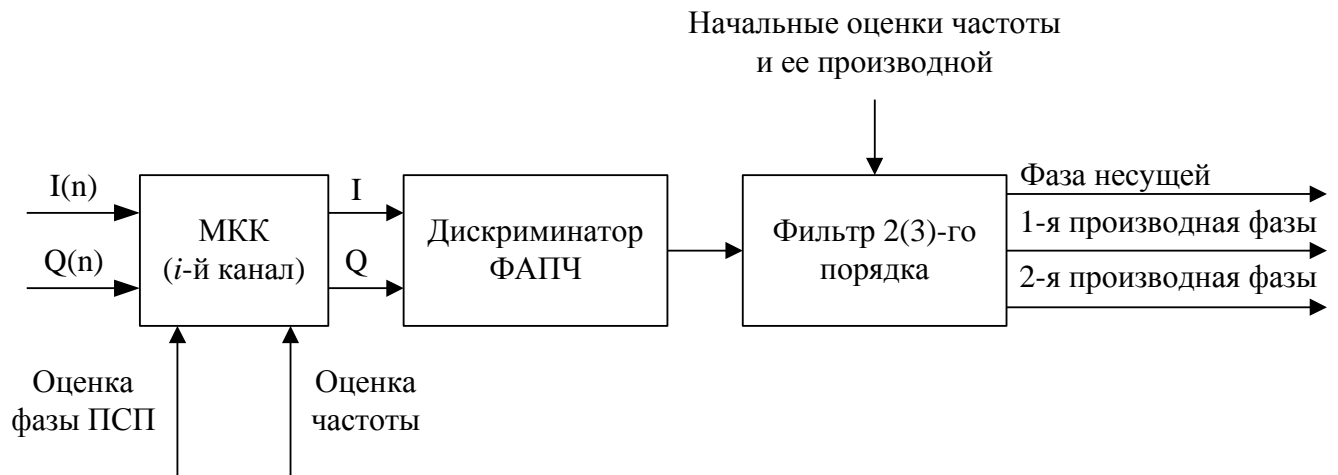 Начальные оценки частоты
и ее производной
I(n)
Q(n)
МКК
(i-й канал)
I
Q
Дискриминатор
ФАПЧ
Фильтр 2(3)-го
порядка
Фаза несущей
1-я производная фазы
2-я производная фазы
Оценка
фазы ПСП
Оценка
частоты